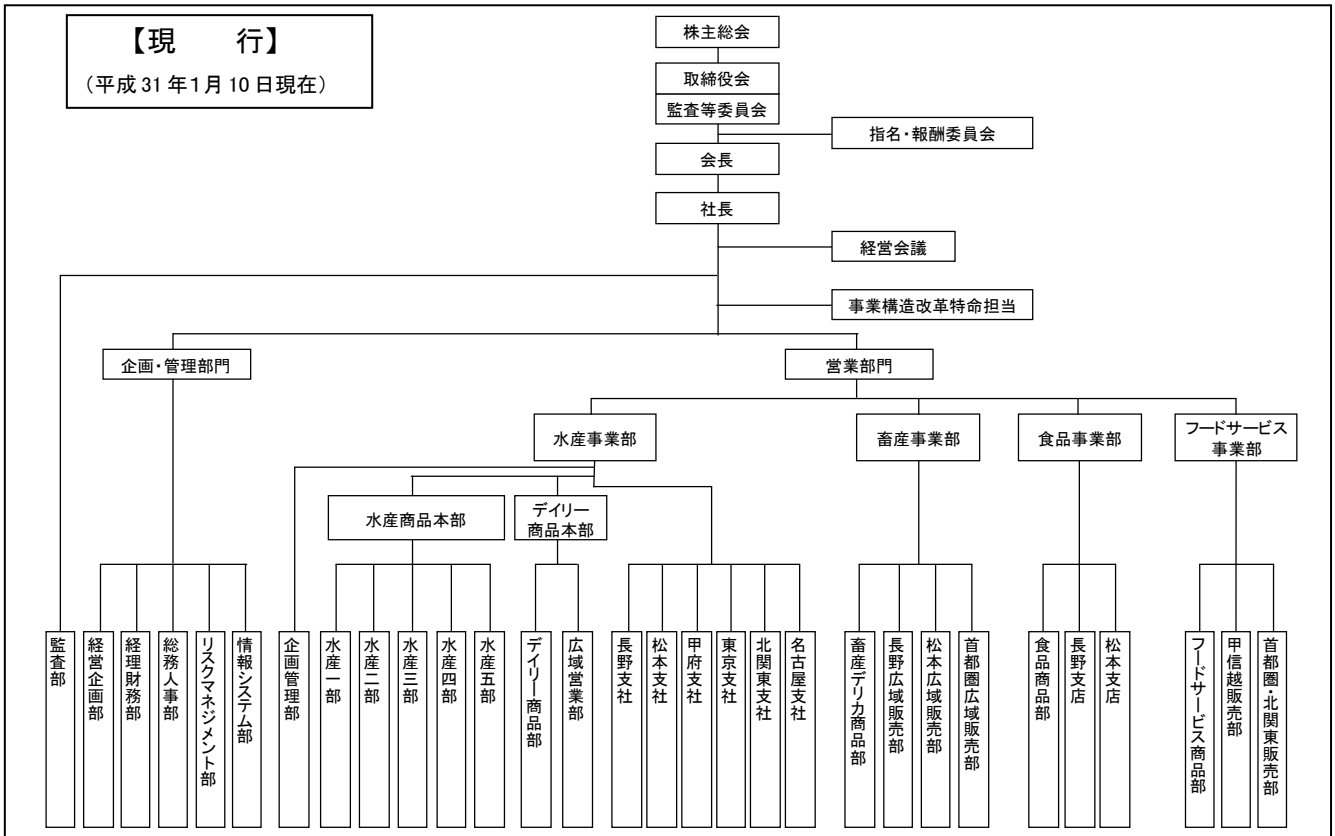 【現　　行】
（平成31年1月10日現在）
株主総会
取締役会
監査等委員会
指名・報酬委員会
会長
社長
経営会議
事業構造改革特命担当
企画・管理部門
営業部門
水産事業部
畜産事業部
食品事業部
フードサービス
事業部
水産商品本部
デイリー
商品本部
監査部
経営企画部
経理財務部
総務人事部
リスクマネジメント部
情報システム部
企画管理部
水産一部
水産二部
水産三部
水産四部
水産五部
デイリー商品部
広域営業部
長野支社
松本支社
甲府支社
東京支社
北関東支社
名古屋支社
畜産デリカ商品部
長野広域販売部
松本広域販売部
首都圏広域販売部
食品商品部
長野支店
松本支店
フードサービス商品部
甲信越販売部
首都圏・北関東販売部